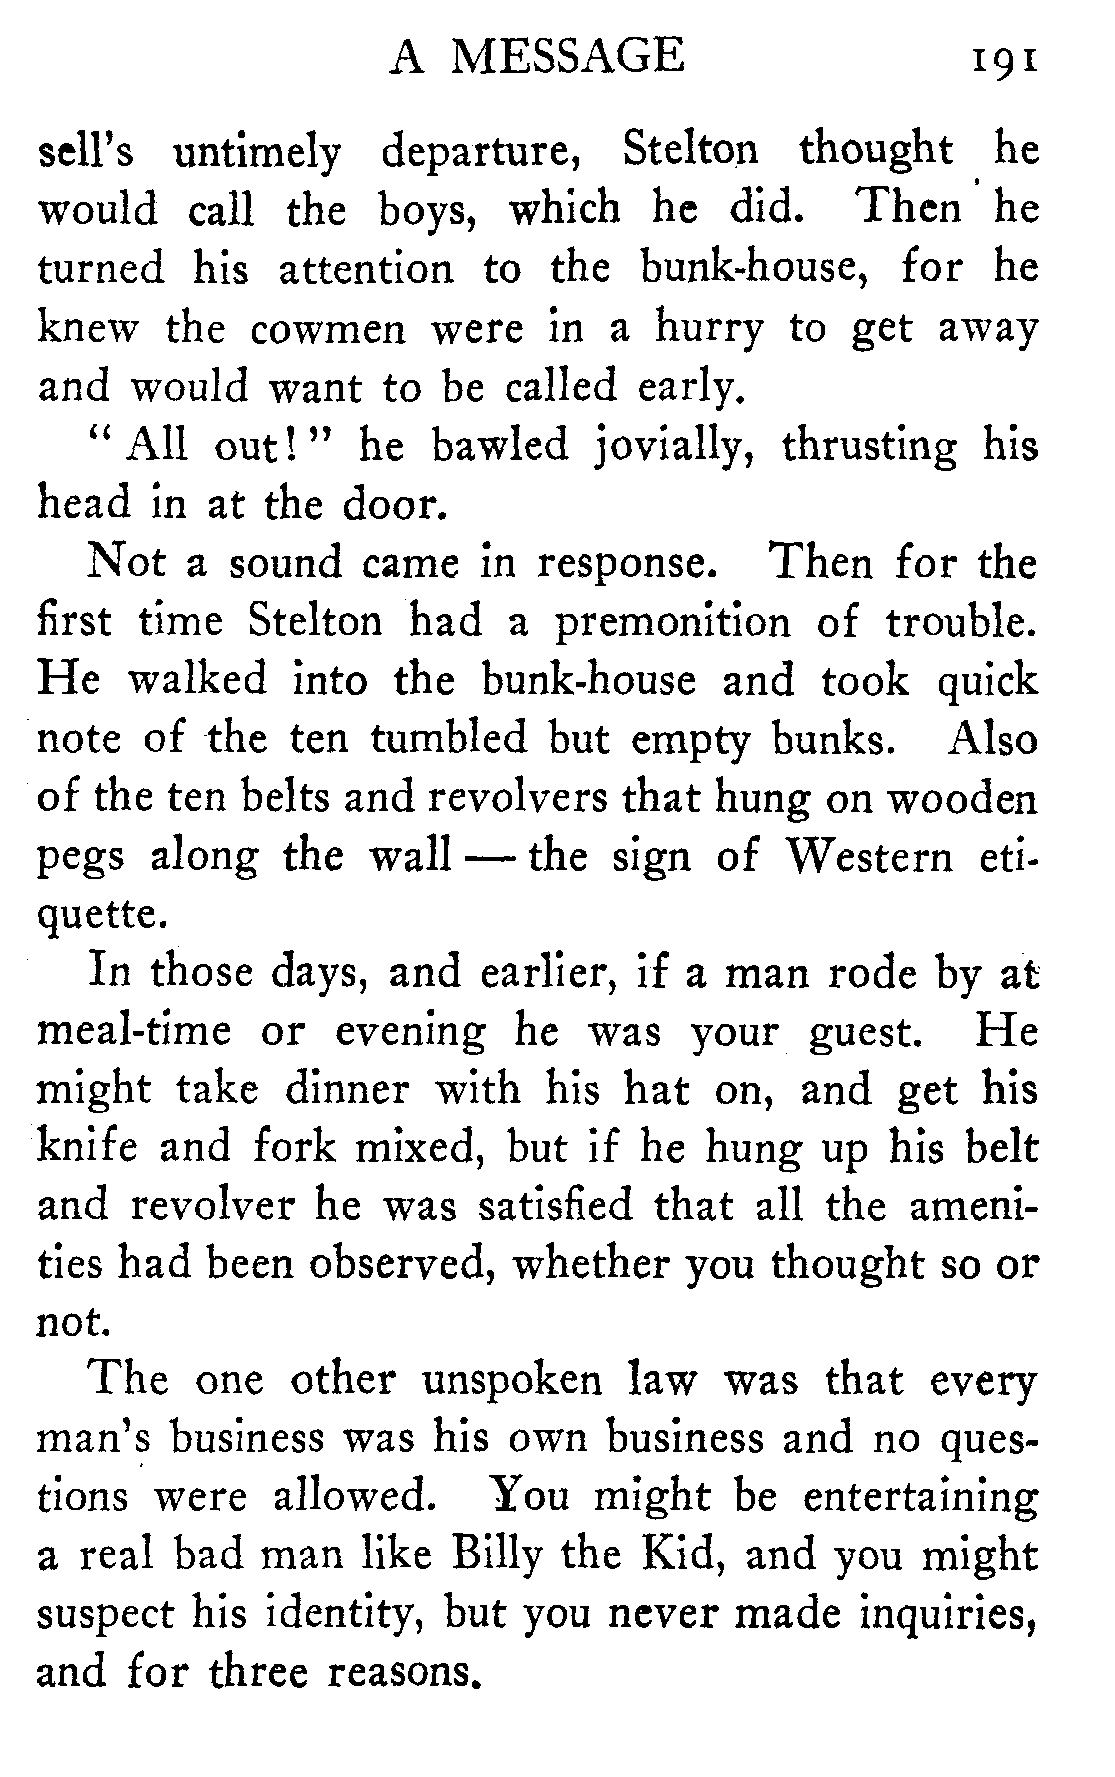 A MESSAGE 191
sell's untimely departure, Stelton thought he
would call the boys, which he did. Then he
turned his attention to the bunk-house, for he
knew the cowmen were in a hurry to get away
and would want to be called early.
" All out! " he bawled jovially, thrusting his
head in at the door.
Not a sound came in response. Then for the
first time Stelton had a premonition of trouble.
He walked into the bunk-house and took quick
note of the ten tumbled but empty bunks. Also
of the ten belts and revolvers that hung on wooden
pegs along the wall — the sign of Western eti-
quette.
In those days, and earlier, if a man rode by at
meal-time or evening he was your guest. He
might take dinner with his hat on, and get his
knife and fork mixed, but if he hung up his belt
and revolver he was satisfied that all the ameni-
ties had been observed, whether you thought so or
not.
The one other unspoken law was that every
man's business was his own business and no ques-
tions were allowed. You might be entertaining
a real bad man like Billy the Kid, and you might
suspect his identity, but you never made inquiries,
and for three reasons.